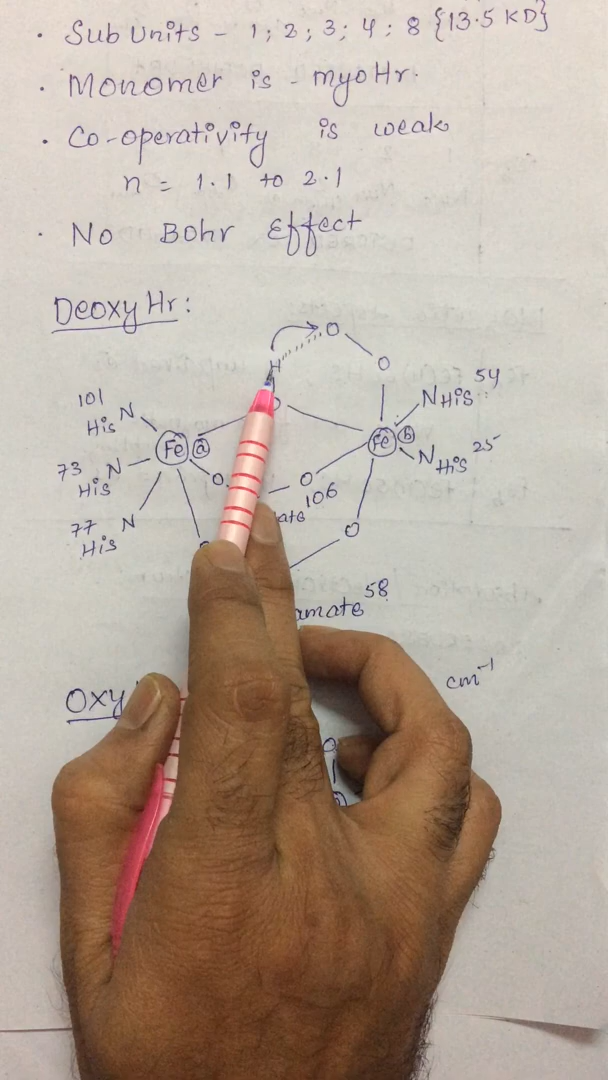 · Sub Units - 1; 2; 3; 4; 8 {13.5 KD}
· Monomer is - myoHr.
· Co-operativity is weak
n = 1.1 to 2.1
· No Bohr Effect
Deoxy Hr:
O
H O
101 His N Fe a Fe b N His 54
73 His N O O 106 N His 25
77 His N O
58
cm⁻¹
Oxy
O